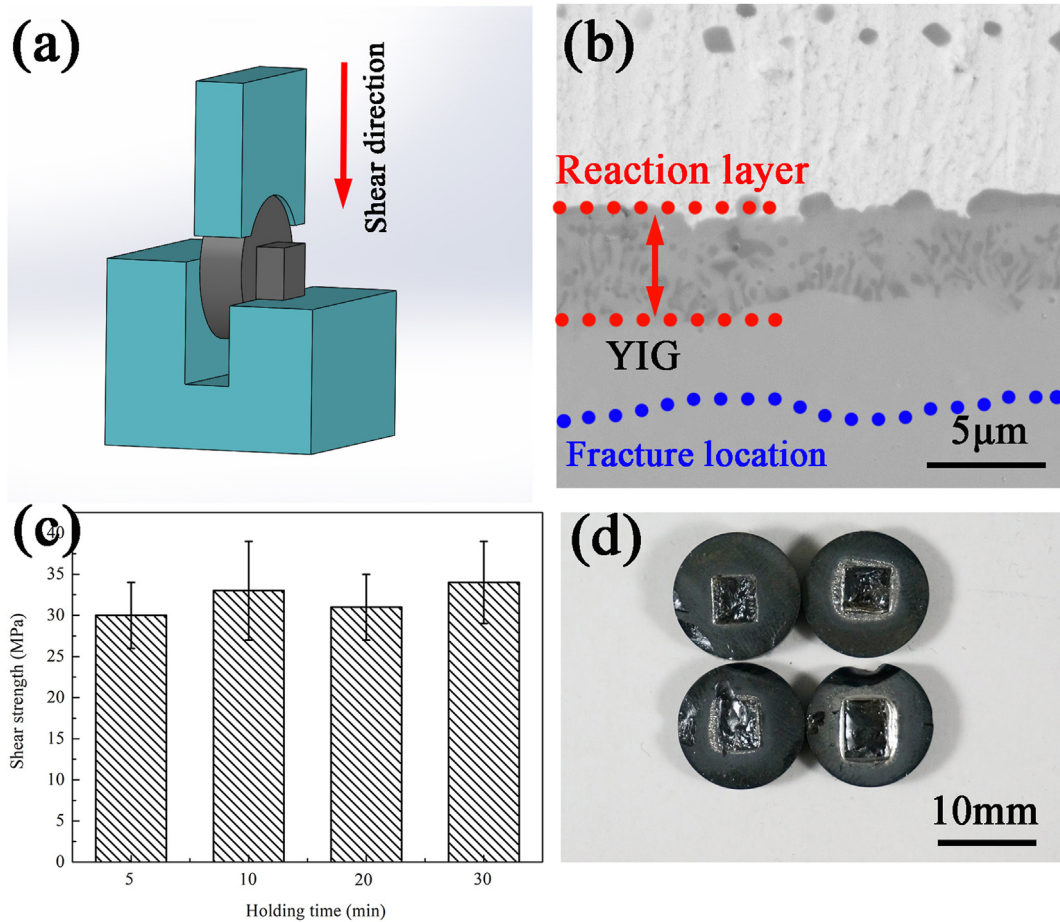 (a)
Shear direction
(b)
Reaction layer
YIG
Fracture location
5μm
(c)
40
35
30
25
20
15
10
5
0
Shear strength (MPa)
5 10 20 30
Holding time (min)
(d)
10mm